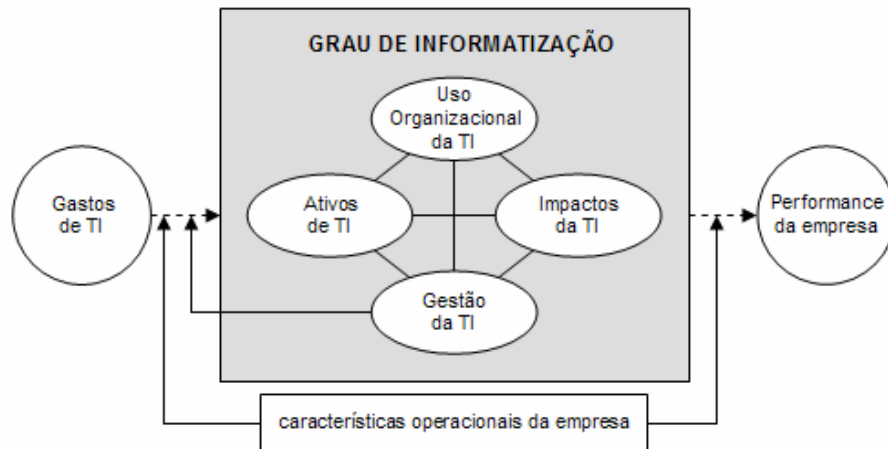 GRAU DE INFORMATIZAÇÃO
Uso
Organizacional
da TI
Gastos
de TI
Ativos
de TI
Impactos
da TI
Performance
da empresa
Gestão
da TI
características operacionais da empresa